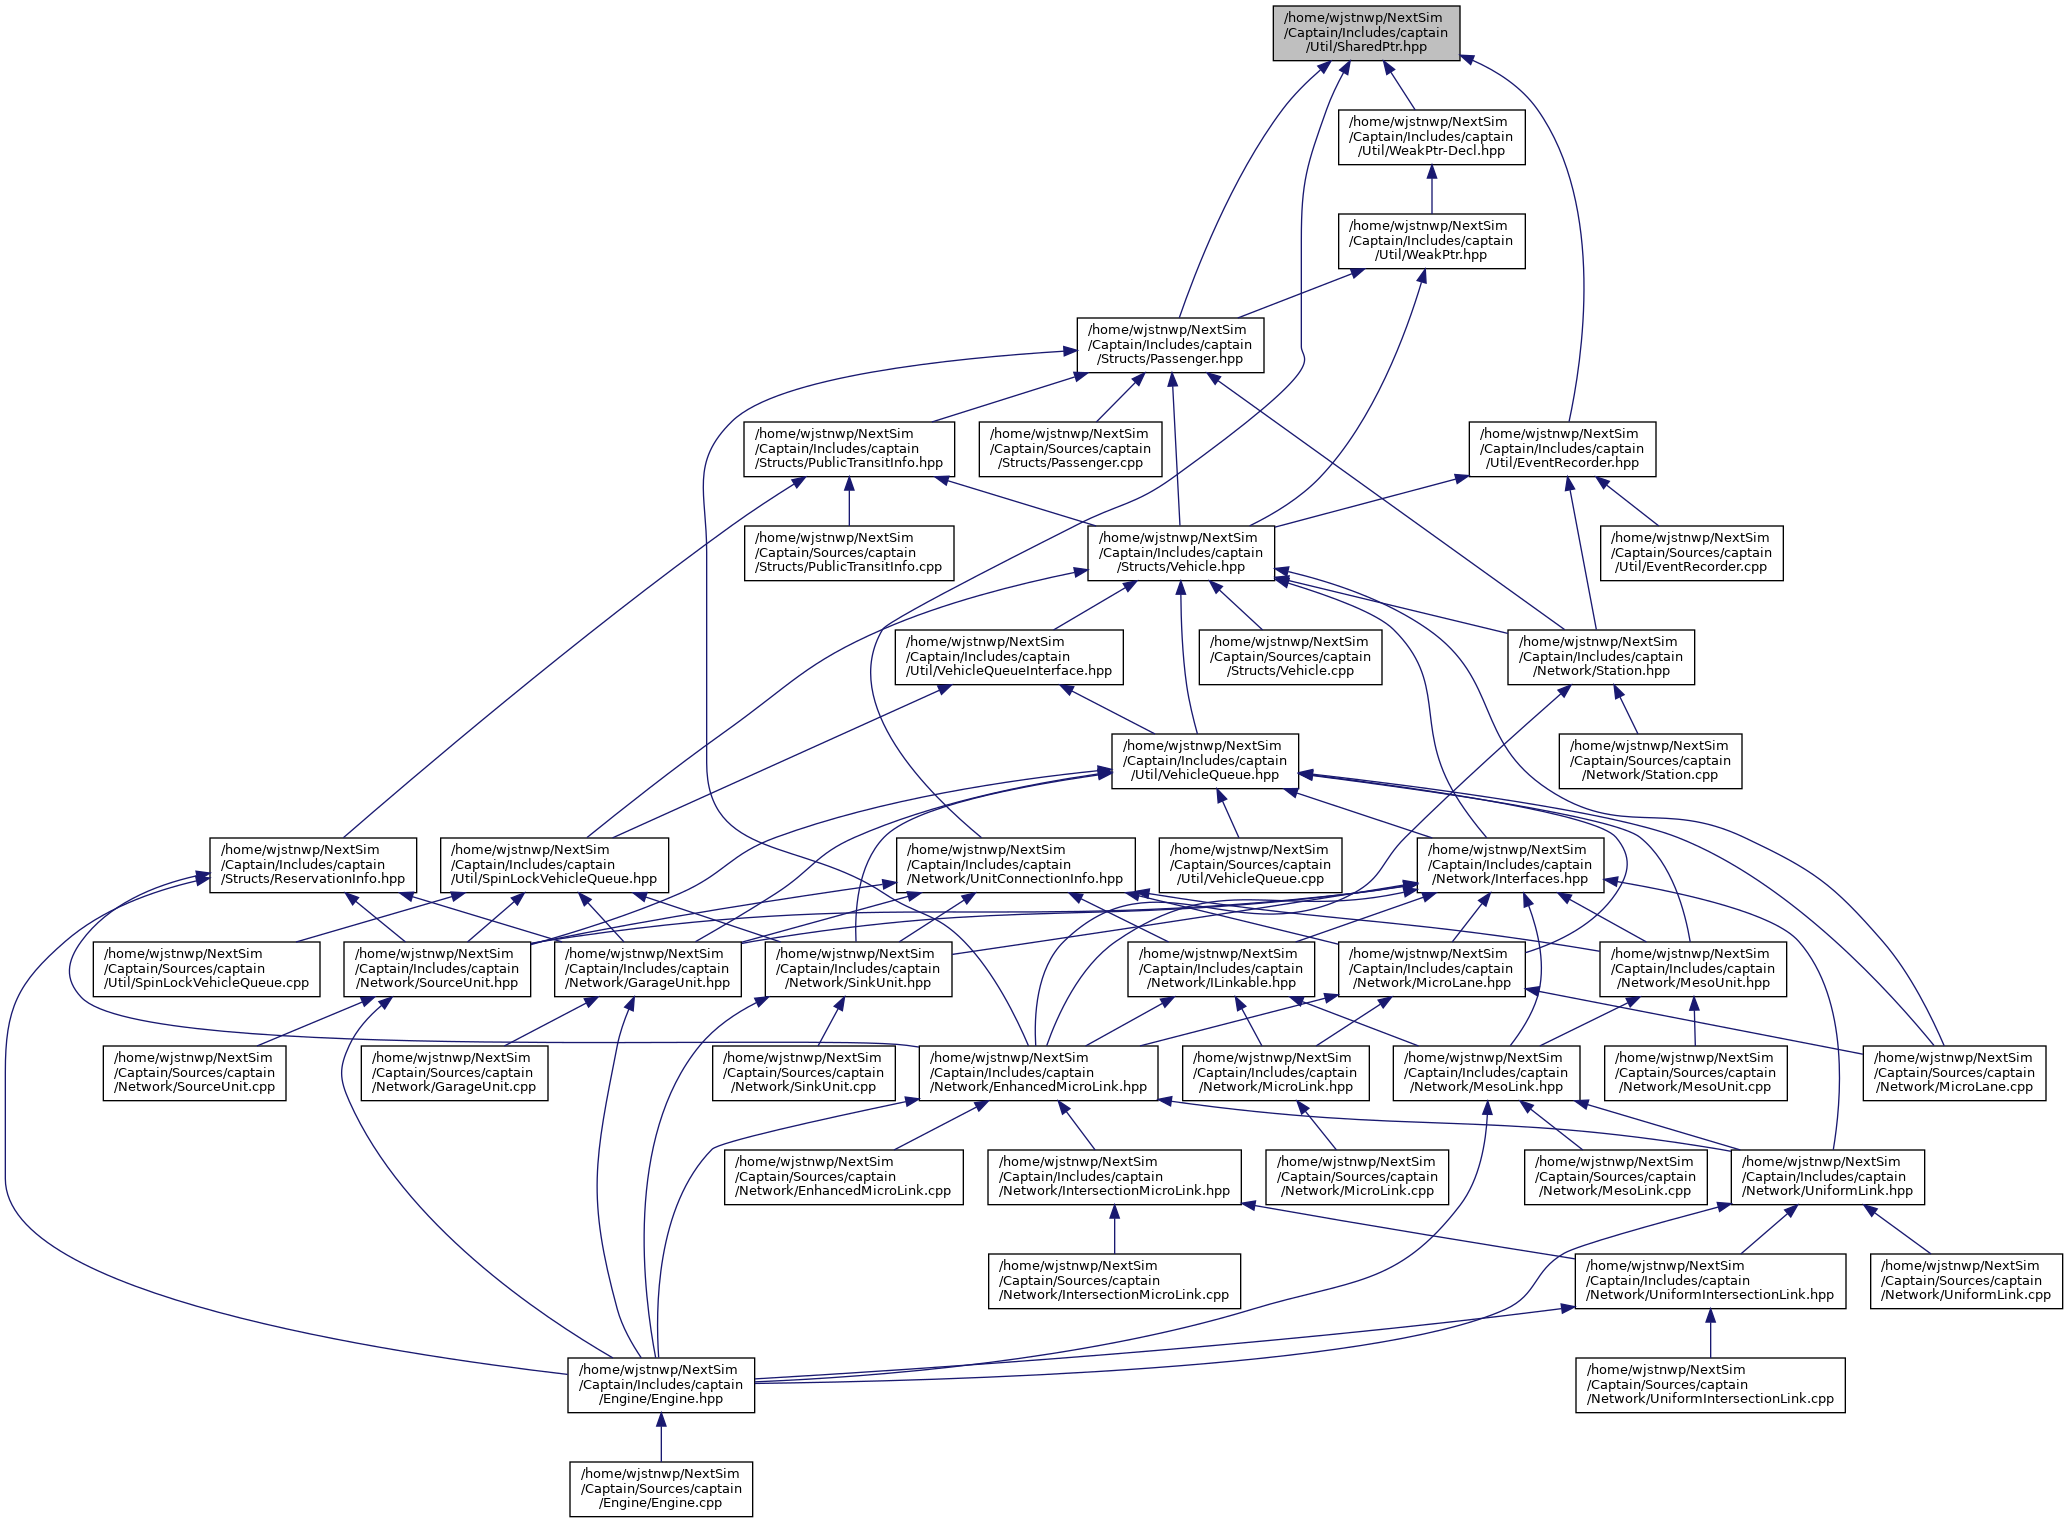 /home/wjstnwp/NextSim
/Captain/Includes/captain
/Util/SharedPtr.hpp
/home/wjstnwp/NextSim
/Captain/Includes/captain
/Util/WeakPtr-Decl.hpp
/home/wjstnwp/NextSim
/Captain/Includes/captain
/Util/WeakPtr.hpp
/home/wjstnwp/NextSim
/Captain/Includes/captain
/Structs/Passenger.hpp
/home/wjstnwp/NextSim
/Captain/Includes/captain
/Structs/PublicTransitInfo.hpp
/home/wjstnwp/NextSim
/Captain/Sources/captain
/Structs/Passenger.cpp
/home/wjstnwp/NextSim
/Captain/Includes/captain
/Util/EventRecorder.hpp
/home/wjstnwp/NextSim
/Captain/Sources/captain
/Structs/PublicTransitInfo.cpp
/home/wjstnwp/NextSim
/Captain/Includes/captain
/Structs/Vehicle.hpp
/home/wjstnwp/NextSim
/Captain/Sources/captain
/Util/EventRecorder.cpp
/home/wjstnwp/NextSim
/Captain/Includes/captain
/Util/VehicleQueueInterface.hpp
/home/wjstnwp/NextSim
/Captain/Sources/captain
/Structs/Vehicle.cpp
/home/wjstnwp/NextSim
/Captain/Includes/captain
/Network/Station.hpp
/home/wjstnwp/NextSim
/Captain/Includes/captain
/Util/VehicleQueue.hpp
/home/wjstnwp/NextSim
/Captain/Sources/captain
/Network/Station.cpp
/home/wjstnwp/NextSim
/Captain/Includes/captain
/Structs/ReservationInfo.hpp
/home/wjstnwp/NextSim
/Captain/Includes/captain
/Util/SpinLockVehicleQueue.hpp
/home/wjstnwp/NextSim
/Captain/Includes/captain
/Network/UnitConnectionInfo.hpp
/home/wjstnwp/NextSim
/Captain/Sources/captain
/Util/VehicleQueue.cpp
/home/wjstnwp/NextSim
/Captain/Includes/captain
/Network/Interfaces.hpp
/home/wjstnwp/NextSim
/Captain/Sources/captain
/Util/SpinLockVehicleQueue.cpp
/home/wjstnwp/NextSim
/Captain/Includes/captain
/Network/SourceUnit.hpp
/home/wjstnwp/NextSim
/Captain/Includes/captain
/Network/GarageUnit.hpp
/home/wjstnwp/NextSim
/Captain/Includes/captain
/Network/SinkUnit.hpp
/home/wjstnwp/NextSim
/Captain/Includes/captain
/Network/ILinkable.hpp
/home/wjstnwp/NextSim
/Captain/Includes/captain
/Network/MicroLane.hpp
/home/wjstnwp/NextSim
/Captain/Includes/captain
/Network/MesoUnit.hpp
/home/wjstnwp/NextSim
/Captain/Sources/captain
/Network/SourceUnit.cpp
/home/wjstnwp/NextSim
/Captain/Sources/captain
/Network/GarageUnit.cpp
/home/wjstnwp/NextSim
/Captain/Sources/captain
/Network/SinkUnit.cpp
/home/wjstnwp/NextSim
/Captain/Includes/captain
/Network/EnhancedMicroLink.hpp
/home/wjstnwp/NextSim
/Captain/Includes/captain
/Network/MicroLink.hpp
/home/wjstnwp/NextSim
/Captain/Includes/captain
/Network/MesoLink.hpp
/home/wjstnwp/NextSim
/Captain/Sources/captain
/Network/MesoUnit.cpp
/home/wjstnwp/NextSim
/Captain/Sources/captain
/Network/MicroLane.cpp
/home/wjstnwp/NextSim
/Captain/Sources/captain
/Network/EnhancedMicroLink.cpp
/home/wjstnwp/NextSim
/Captain/Includes/captain
/Network/IntersectionMicroLink.hpp
/home/wjstnwp/NextSim
/Captain/Sources/captain
/Network/MicroLink.cpp
/home/wjstnwp/NextSim
/Captain/Sources/captain
/Network/MesoLink.cpp
/home/wjstnwp/NextSim
/Captain/Includes/captain
/Network/UniformLink.hpp
/home/wjstnwp/NextSim
/Captain/Sources/captain
/Network/IntersectionMicroLink.cpp
/home/wjstnwp/NextSim
/Captain/Includes/captain
/Network/UniformIntersectionLink.hpp
/home/wjstnwp/NextSim
/Captain/Sources/captain
/Network/UniformLink.cpp
/home/wjstnwp/NextSim
/Captain/Includes/captain
/Engine/Engine.hpp
/home/wjstnwp/NextSim
/Captain/Sources/captain
/Network/UniformIntersectionLink.cpp
/home/wjstnwp/NextSim
/Captain/Sources/captain
/Engine/Engine.cpp